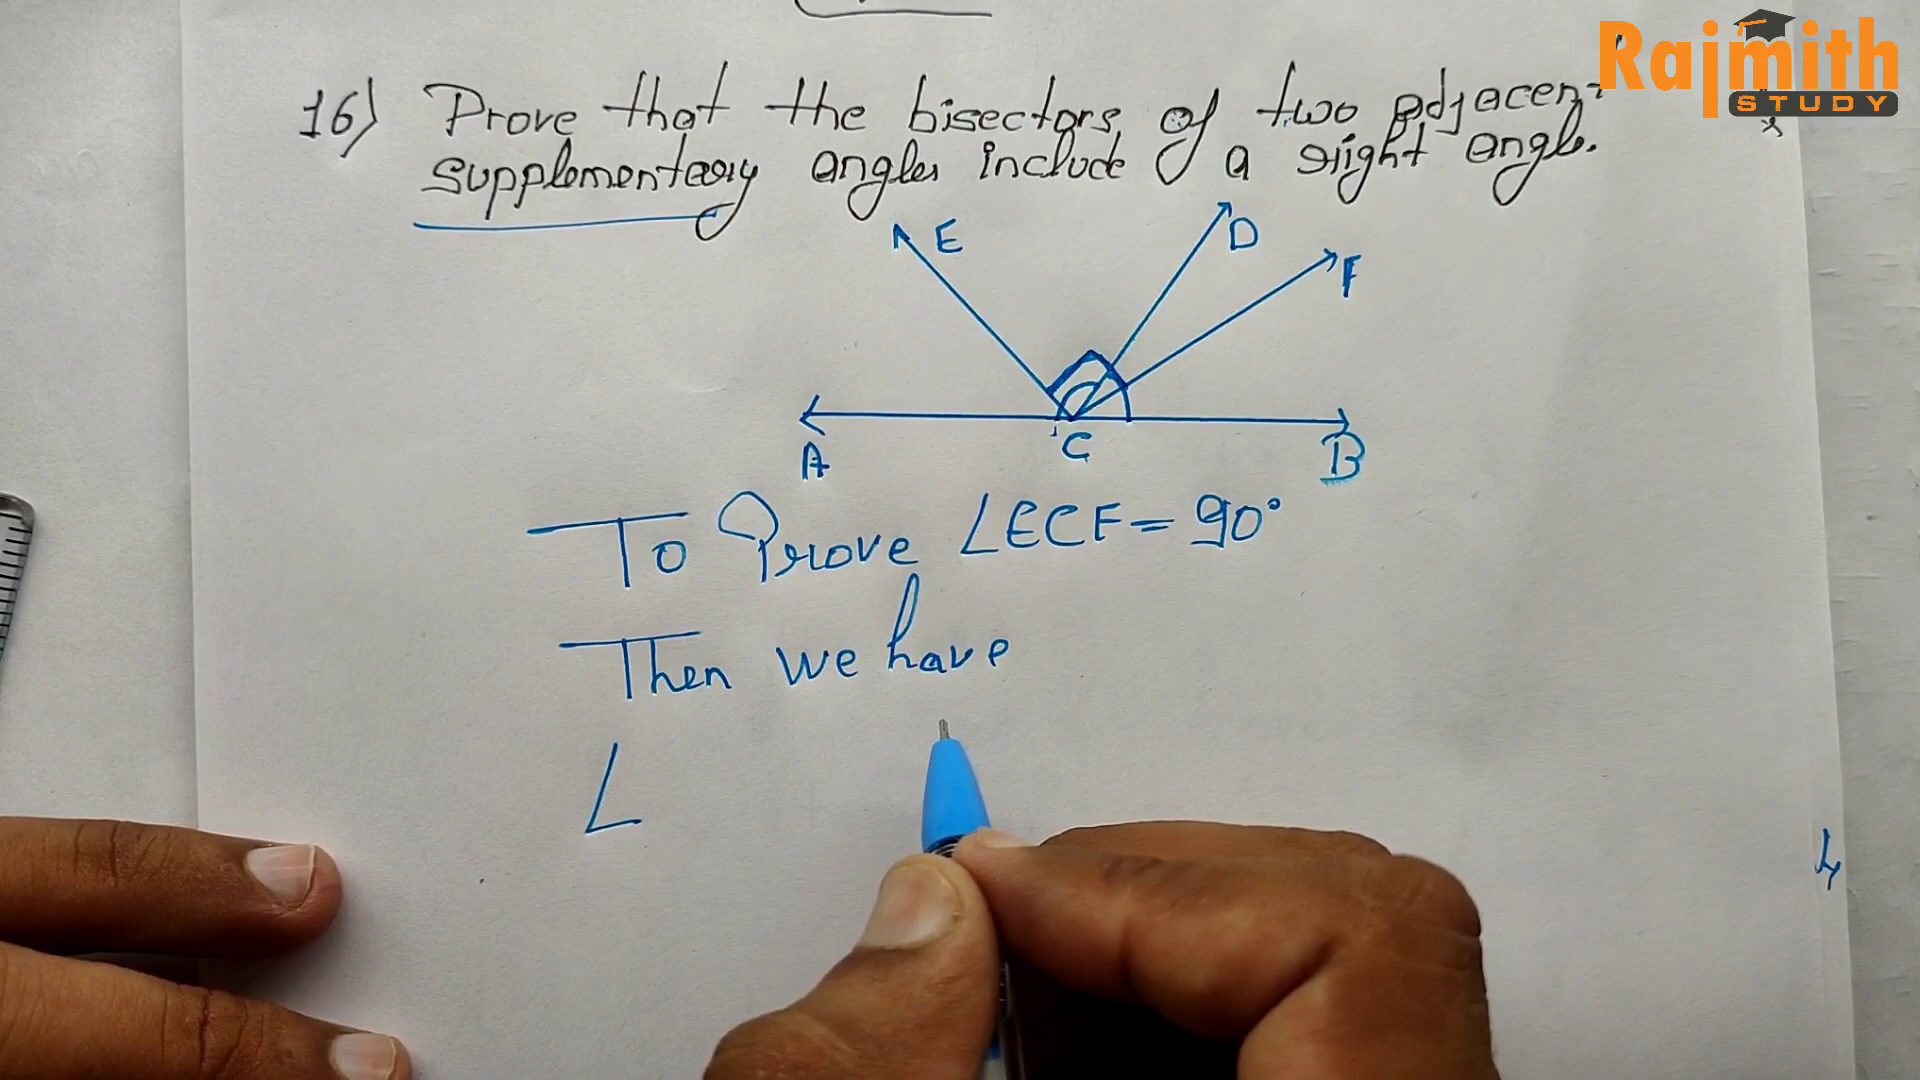 Rajmith
STUDY
16) Prove that the bisectors of two adjacent
supplementary angles include a right angle.
E
D
F
A
C
B
To Prove ∠ECF = 90°
Then we have
∠